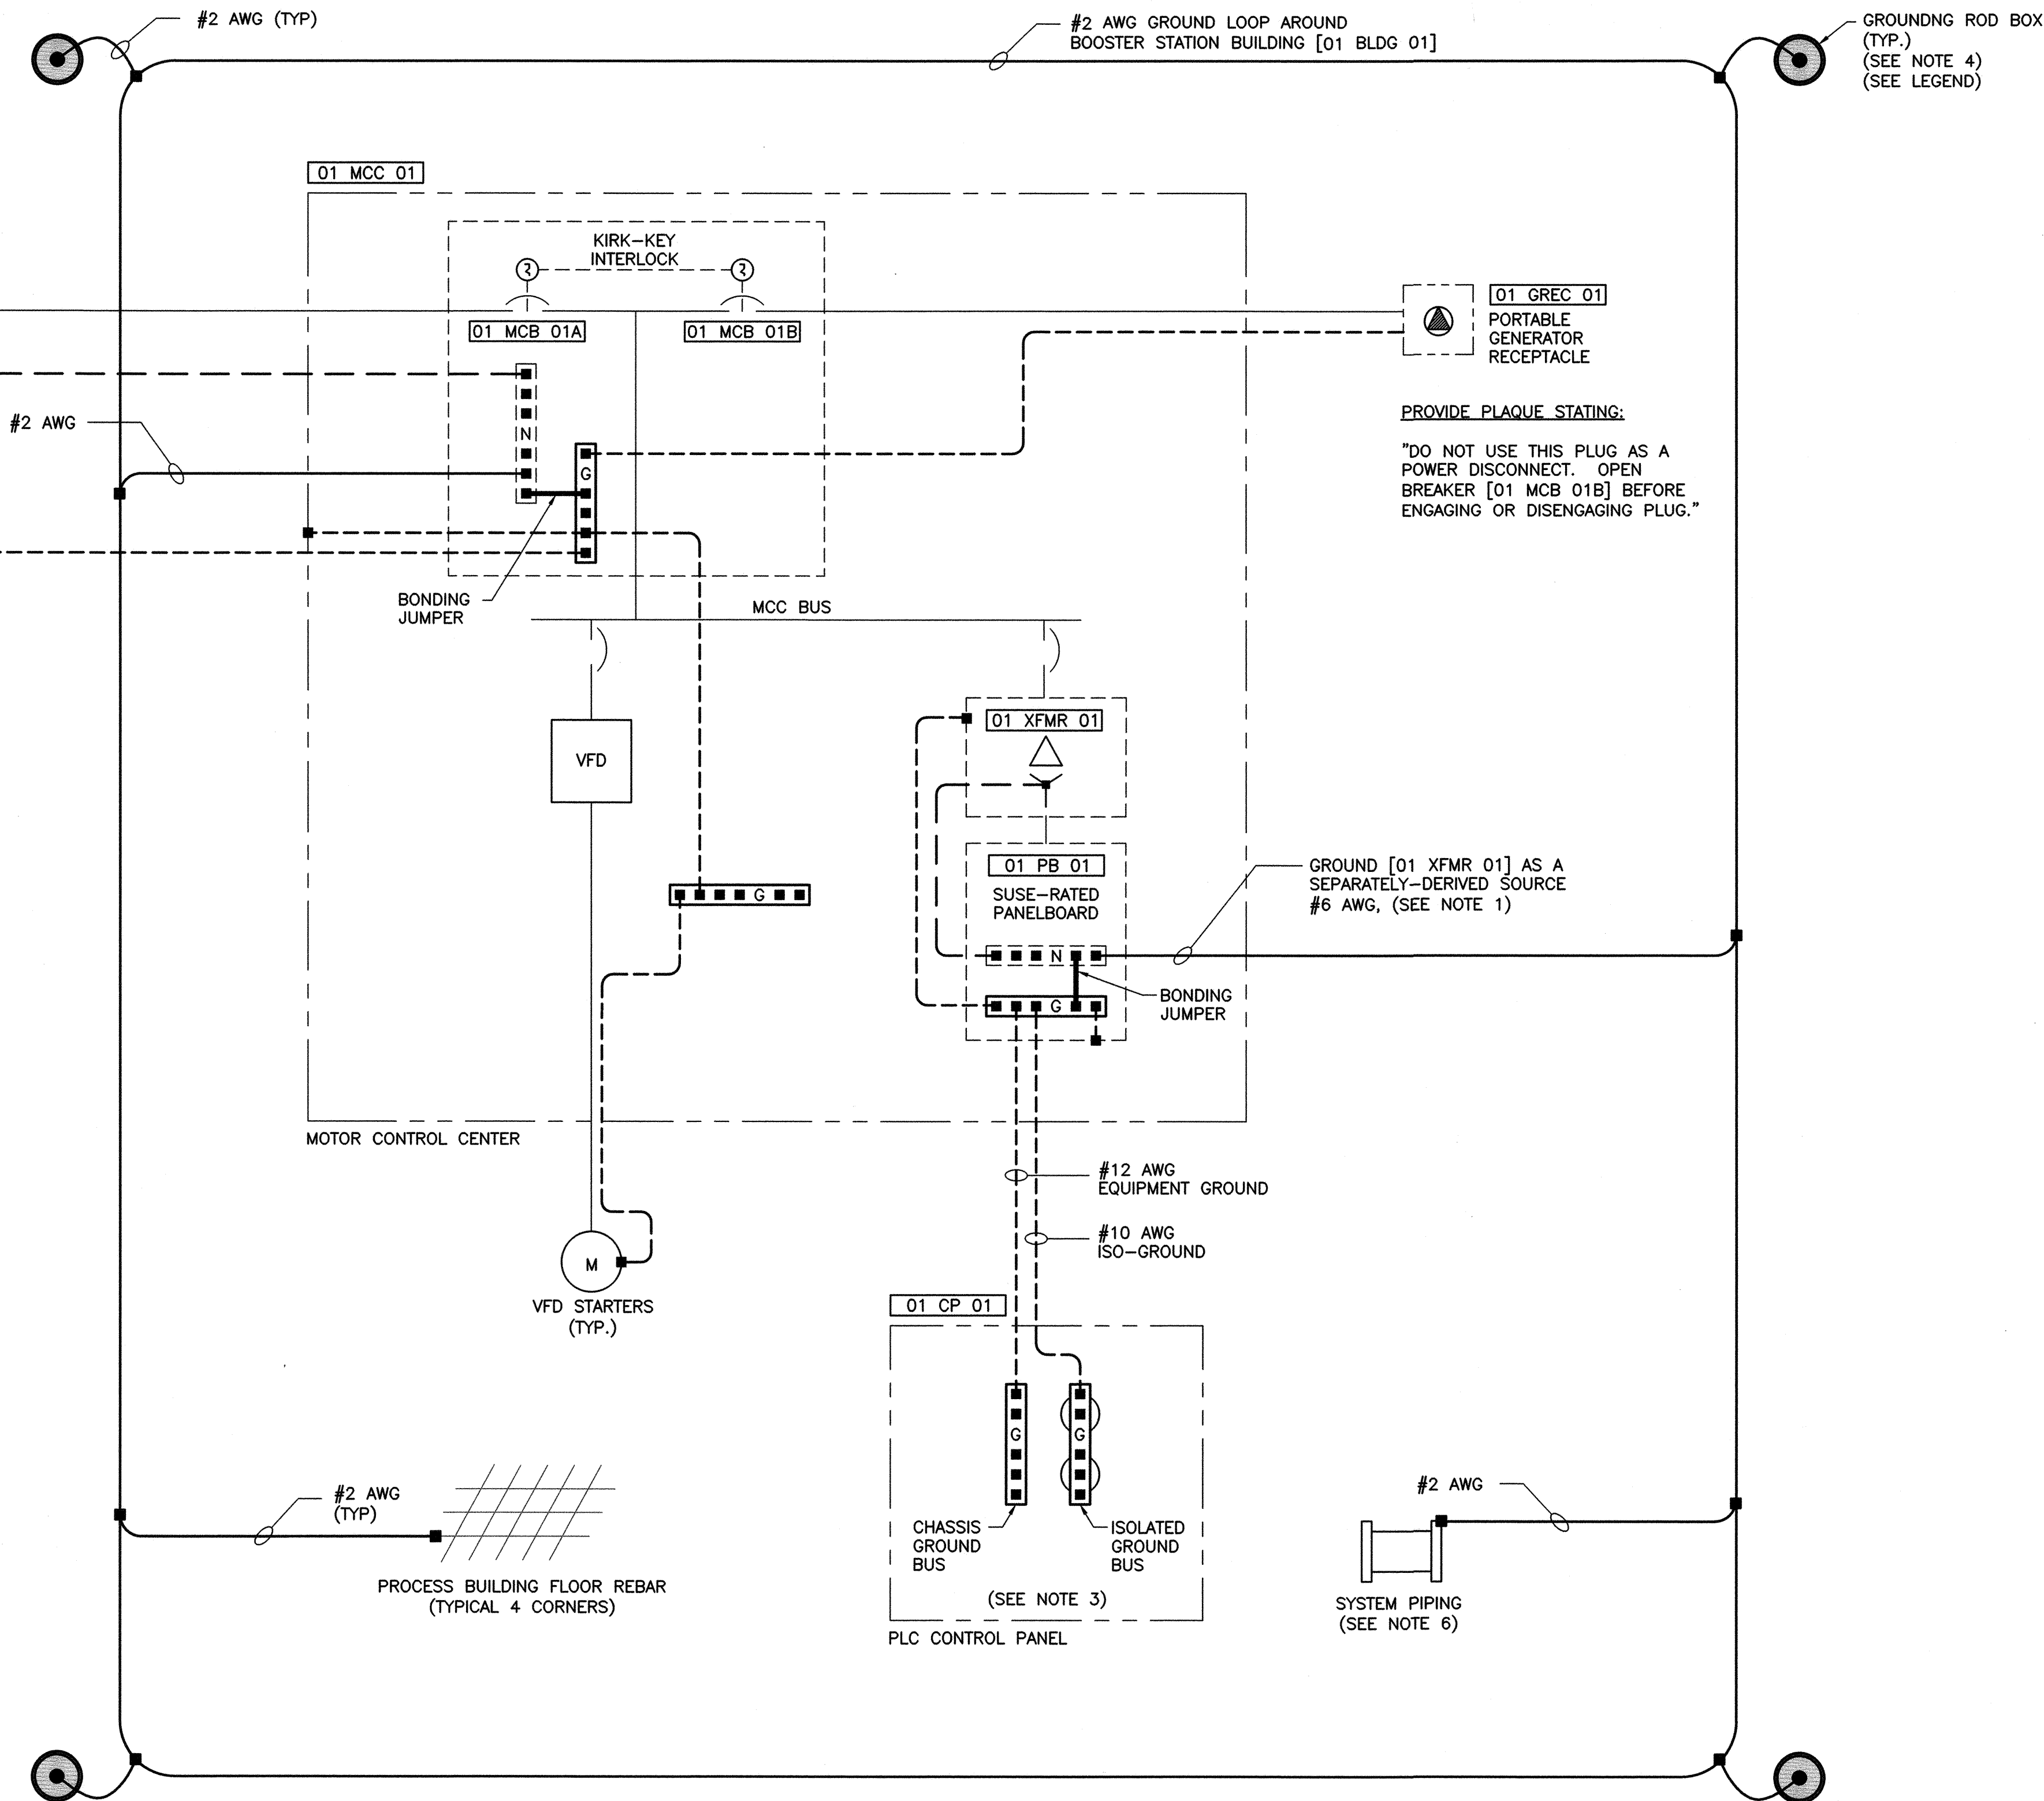 #2 AWG (TYP)
#2 AWG GROUND LOOP AROUND
BOOSTER STATION BUILDING [01 BLDG 01]
GROUNDNG ROD BOX
(TYP.)
(SEE NOTE 4)
(SEE LEGEND)
01 MCC 01
KIRK-KEY
INTERLOCK
01 MCB 01A
01 MCB 01B
01 GREC 01
PORTABLE
GENERATOR
RECEPTACLE
#2 AWG
N
G
PROVIDE PLAQUE STATING:
"DO NOT USE THIS PLUG AS A
POWER DISCONNECT. OPEN
BREAKER [01 MCB 01B] BEFORE
ENGAGING OR DISENGAGING PLUG."
BONDING
JUMPER
MCC BUS
01 XFMR 01
VFD
01 PB 01
SUSE-RATED
PANELBOARD
GROUND [01 XFMR 01] AS A
SEPARATELY-DERIVED SOURCE
#6 AWG, (SEE NOTE 1)
G
N
G
BONDING
JUMPER
MOTOR CONTROL CENTER
#12 AWG
EQUIPMENT GROUND
#10 AWG
ISO-GROUND
M
VFD STARTERS
(TYP.)
01 CP 01
G
G
CHASSIS
GROUND
BUS
ISOLATED
GROUND
BUS
(SEE NOTE 3)
PLC CONTROL PANEL
#2 AWG
(TYP)
PROCESS BUILDING FLOOR REBAR
(TYPICAL 4 CORNERS)
#2 AWG
SYSTEM PIPING
(SEE NOTE 6)